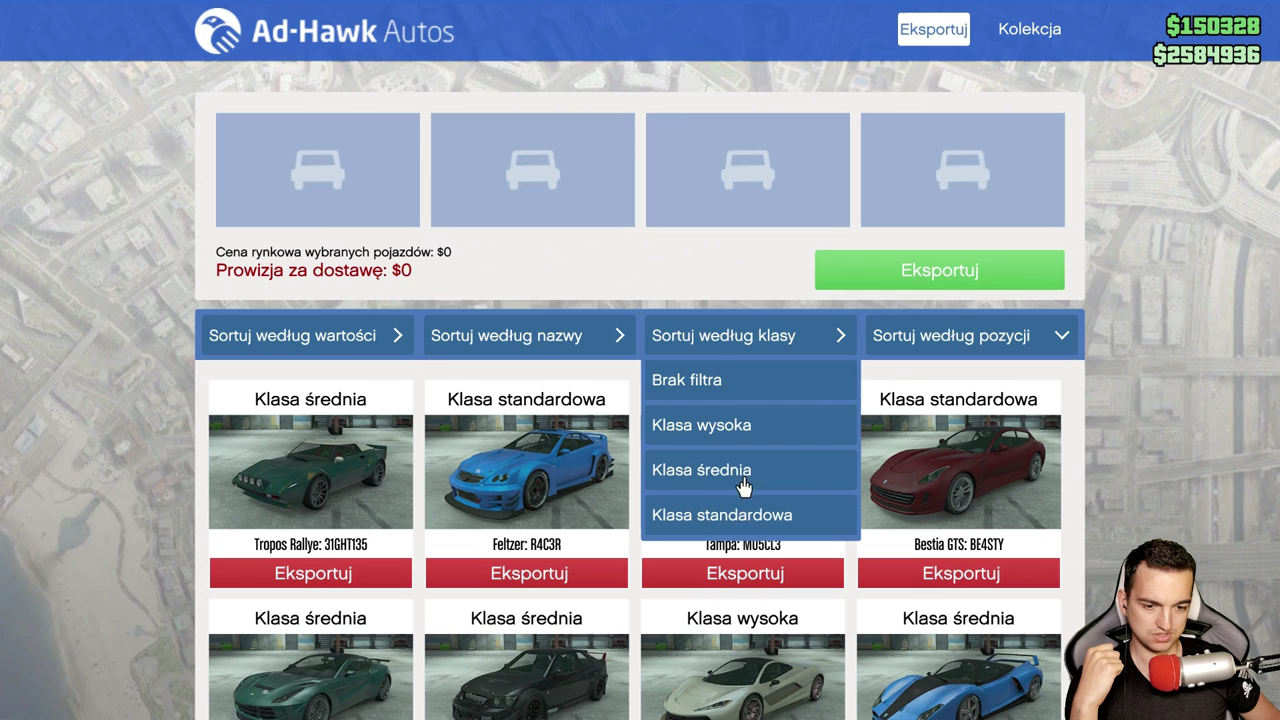 Ad-Hawk Autos
Eksportuj
Kolekcja
$150328
$2584936
Cena rynkowa wybranych pojazdów: $0
Prowizja za dostawę: $0
Eksportuj
Sortuj według wartości
Sortuj według nazwy
Sortuj według klasy
Sortuj według pozycji
Brak filtra
Klasa wysoka
Klasa średnia
Klasa standardowa
Klasa średnia
Klasa standardowa
Klasa standardowa
Tropos Rallye: 31GHT135
Feltzer: R4C3R
Tampa: MU5CL3
Bestia GTS: BE4STY
Eksportuj
Eksportuj
Eksportuj
Eksportuj
Klasa średnia
Klasa średnia
Klasa wysoka
Klasa średnia